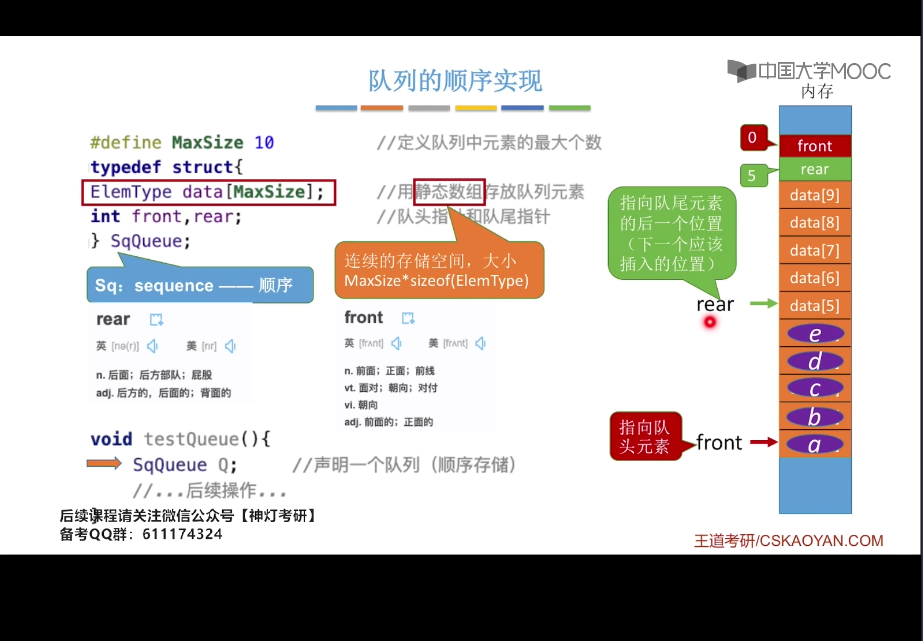 队列的顺序实现
中国大学MOOC
内存
#define MaxSize 10 //定义队列中元素的最大个数
typedef struct{
ElemType data[MaxSize]; //用静态数组存放队列元素
int front,rear; //队头指针和队尾指针
} SqQueue;
Sq：sequence —— 顺序
连续的存储空间，大小
MaxSize*sizeof(ElemType)
rear
英 [rɪə(r)] 美 [rɪr]
n. 后面；后方部队；屁股
adj. 后方的，后面的；背面的
front
英 [frʌnt] 美 [frʌnt]
n. 前面；正面；前线
vt. 面对；朝向；对付
vi. 朝向
adj. 前面的；正面的
void testQueue(){
SqQueue Q; //声明一个队列（顺序存储）
//...后续操作...
后续课程请关注微信公众号【神灯考研】
备考QQ群：611174324
0
front
5
rear
指向队尾元素
的后一个位置
（下一个应该
插入的位置）
rear
指向队
头元素
front
data[9]
data[8]
data[7]
data[6]
data[5]
e
d
c
b
a
王道考研/CSKAOYAN.COM